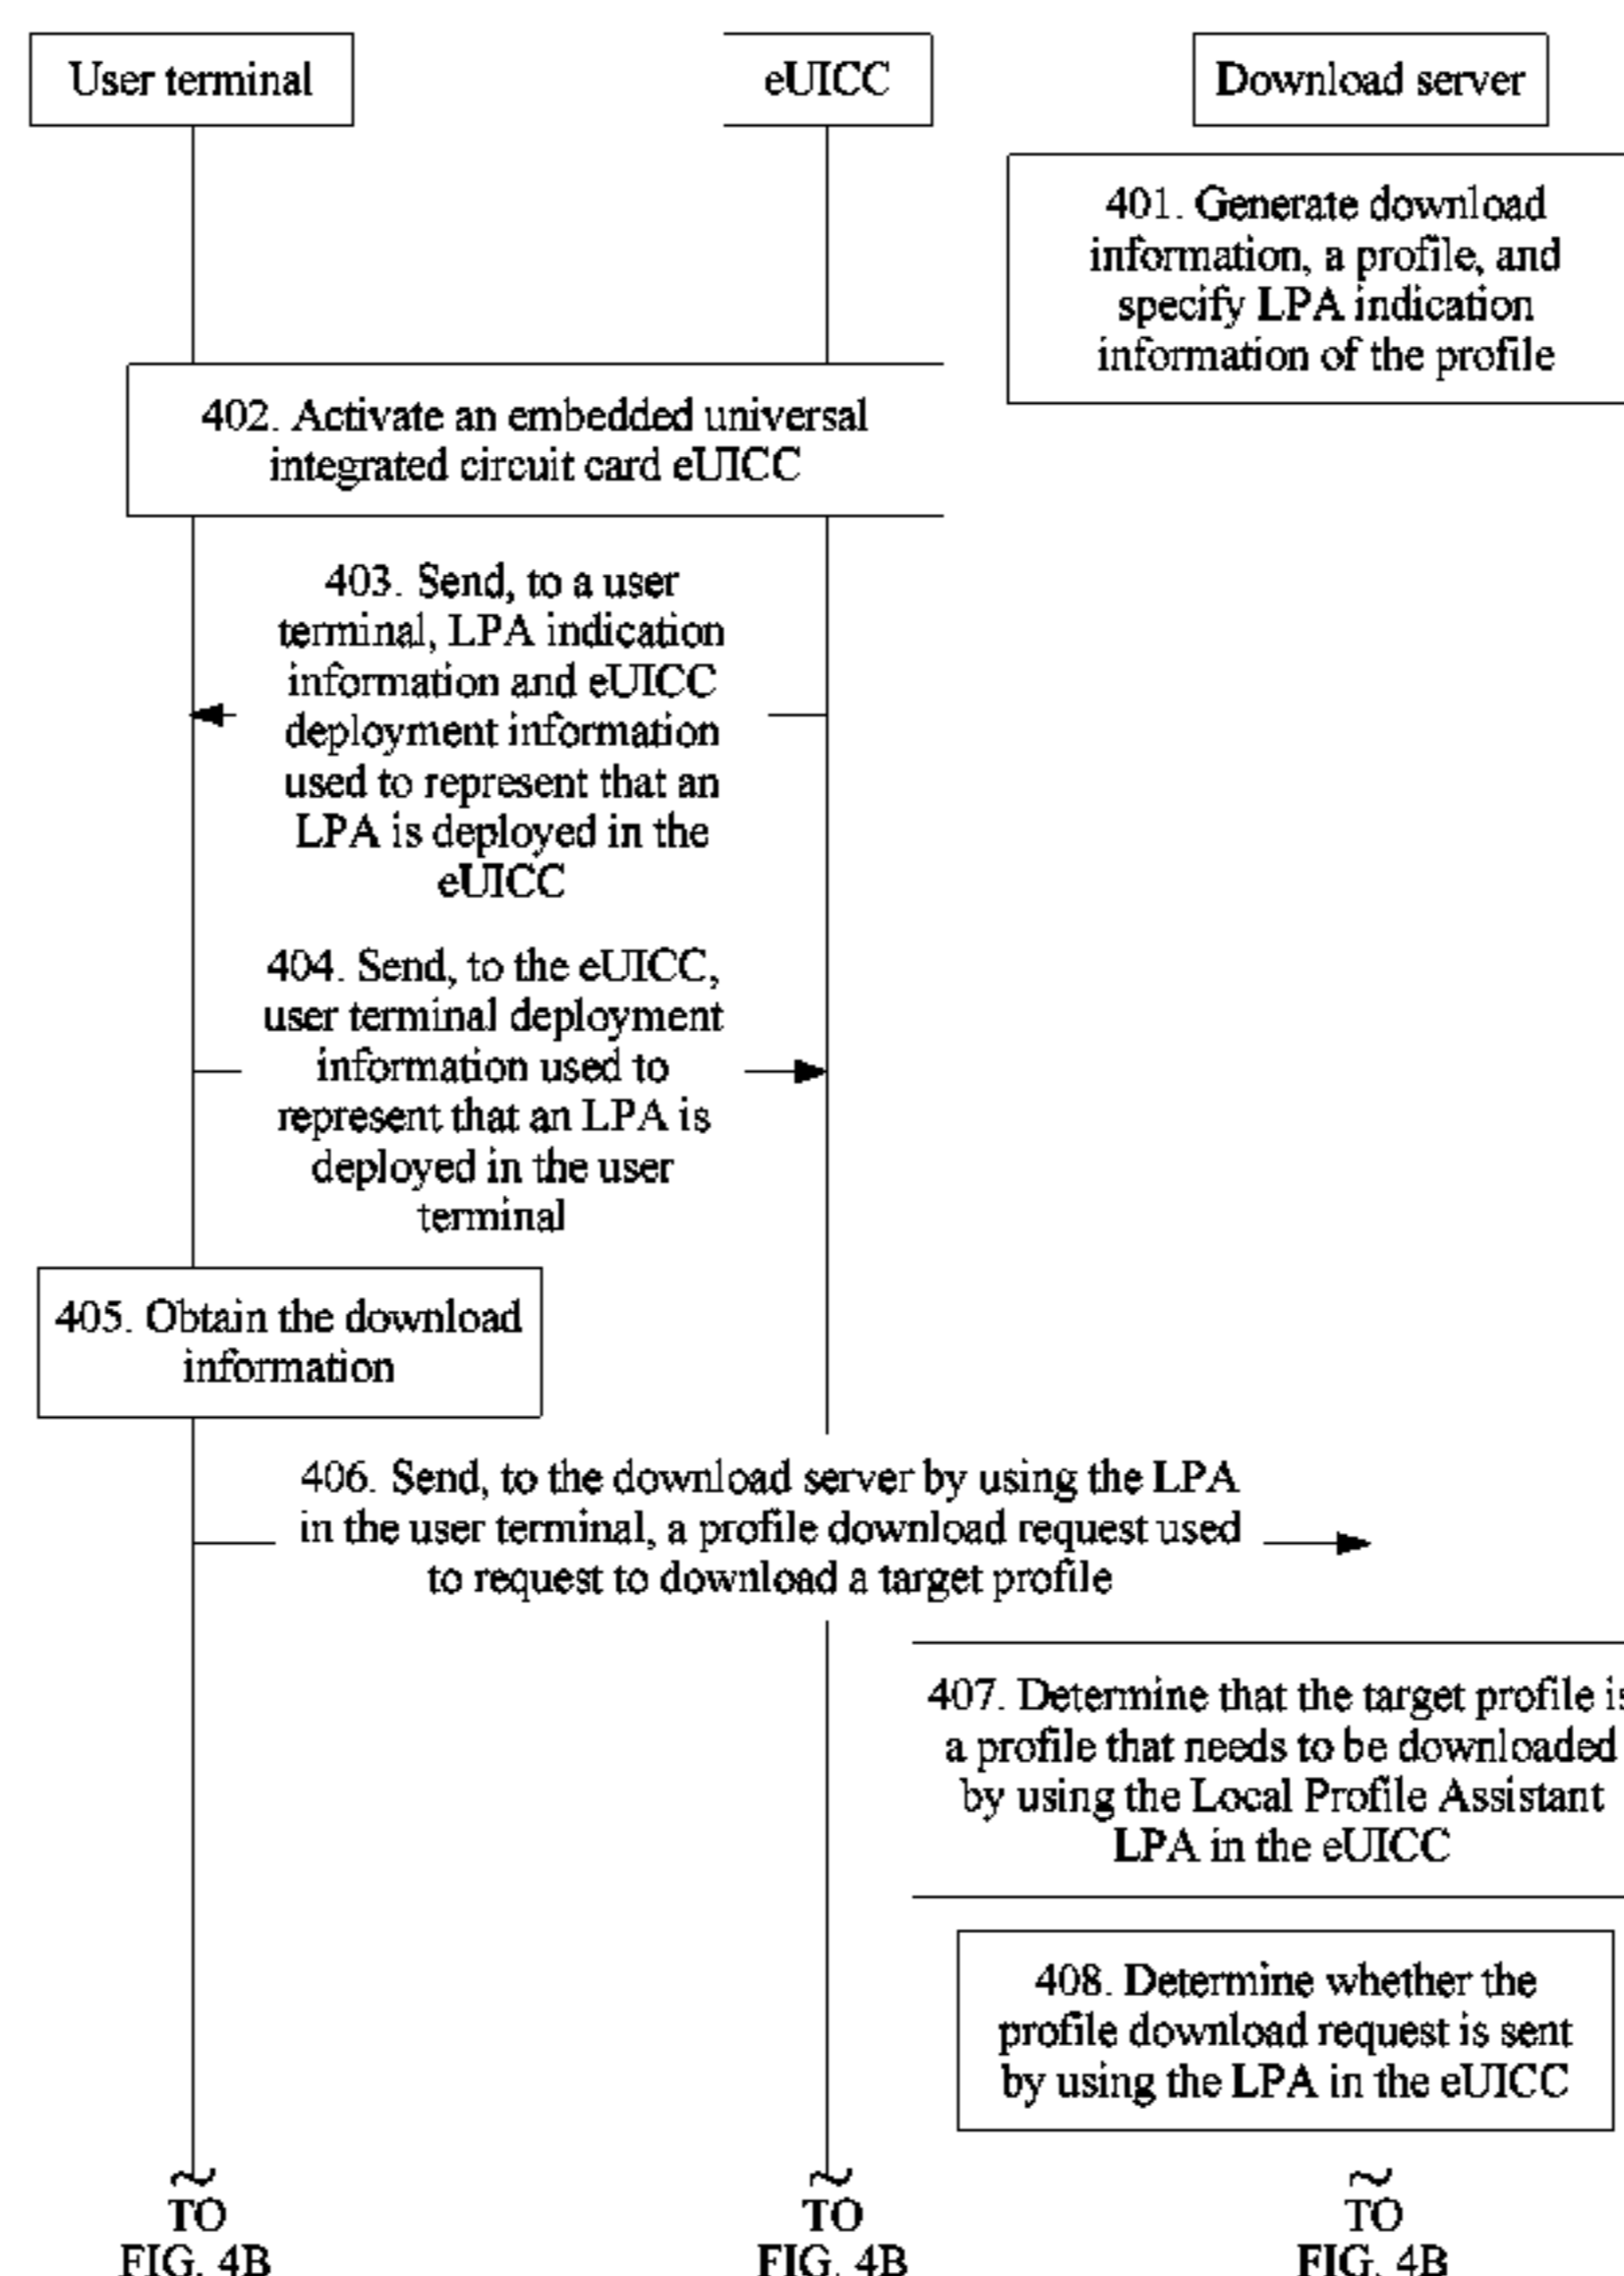 User terminal
eUICC
Download server
401. Generate download
information, a profile, and
specify LPA indication
information of the profile
402. Activate an embedded universal
integrated circuit card eUICC
403. Send, to a user
terminal, LPA indication
information and eUICC
deployment information
used to represent that an
LPA is deployed in the
eUICC
404. Send, to the eUICC,
user terminal deployment
information used to
represent that an LPA is
deployed in the user
terminal
405. Obtain the download
information
406. Send, to the download server by using the LPA
in the user terminal, a profile download request used
to request to download a target profile
407. Determine that the target profile is
a profile that needs to be downloaded
by using the Local Profile Assistant
LPA in the eUICC
408. Determine whether the
profile download request is sent
by using the LPA in the eUICC
~
TO
FIG. 4B
~
TO
FIG. 4B
~
TO
FIG. 4B